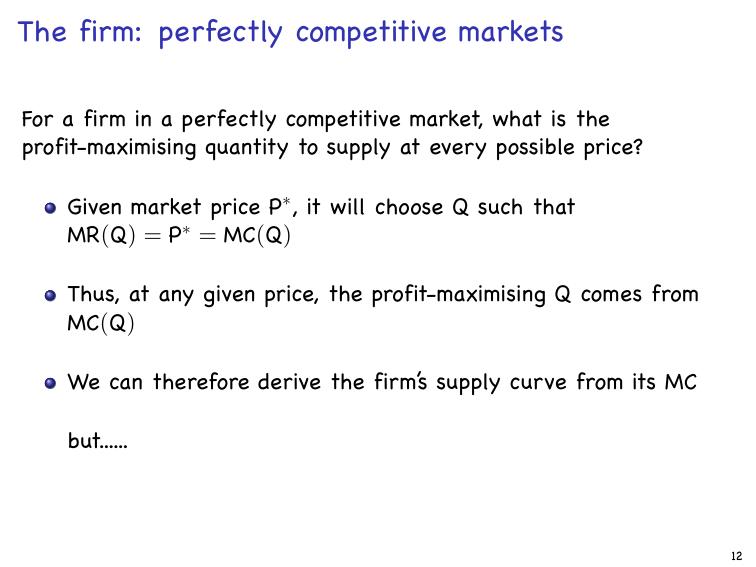 The firm: perfectly competitive markets
For a firm in a perfectly competitive market, what is the
profit-maximising quantity to supply at every possible price?
Given market price P*, it will choose Q such that
MR(Q) = P* = MC(Q)
Thus, at any given price, the profit-maximising Q comes from
MC(Q)
We can therefore derive the firm's supply curve from its MC
but......
12